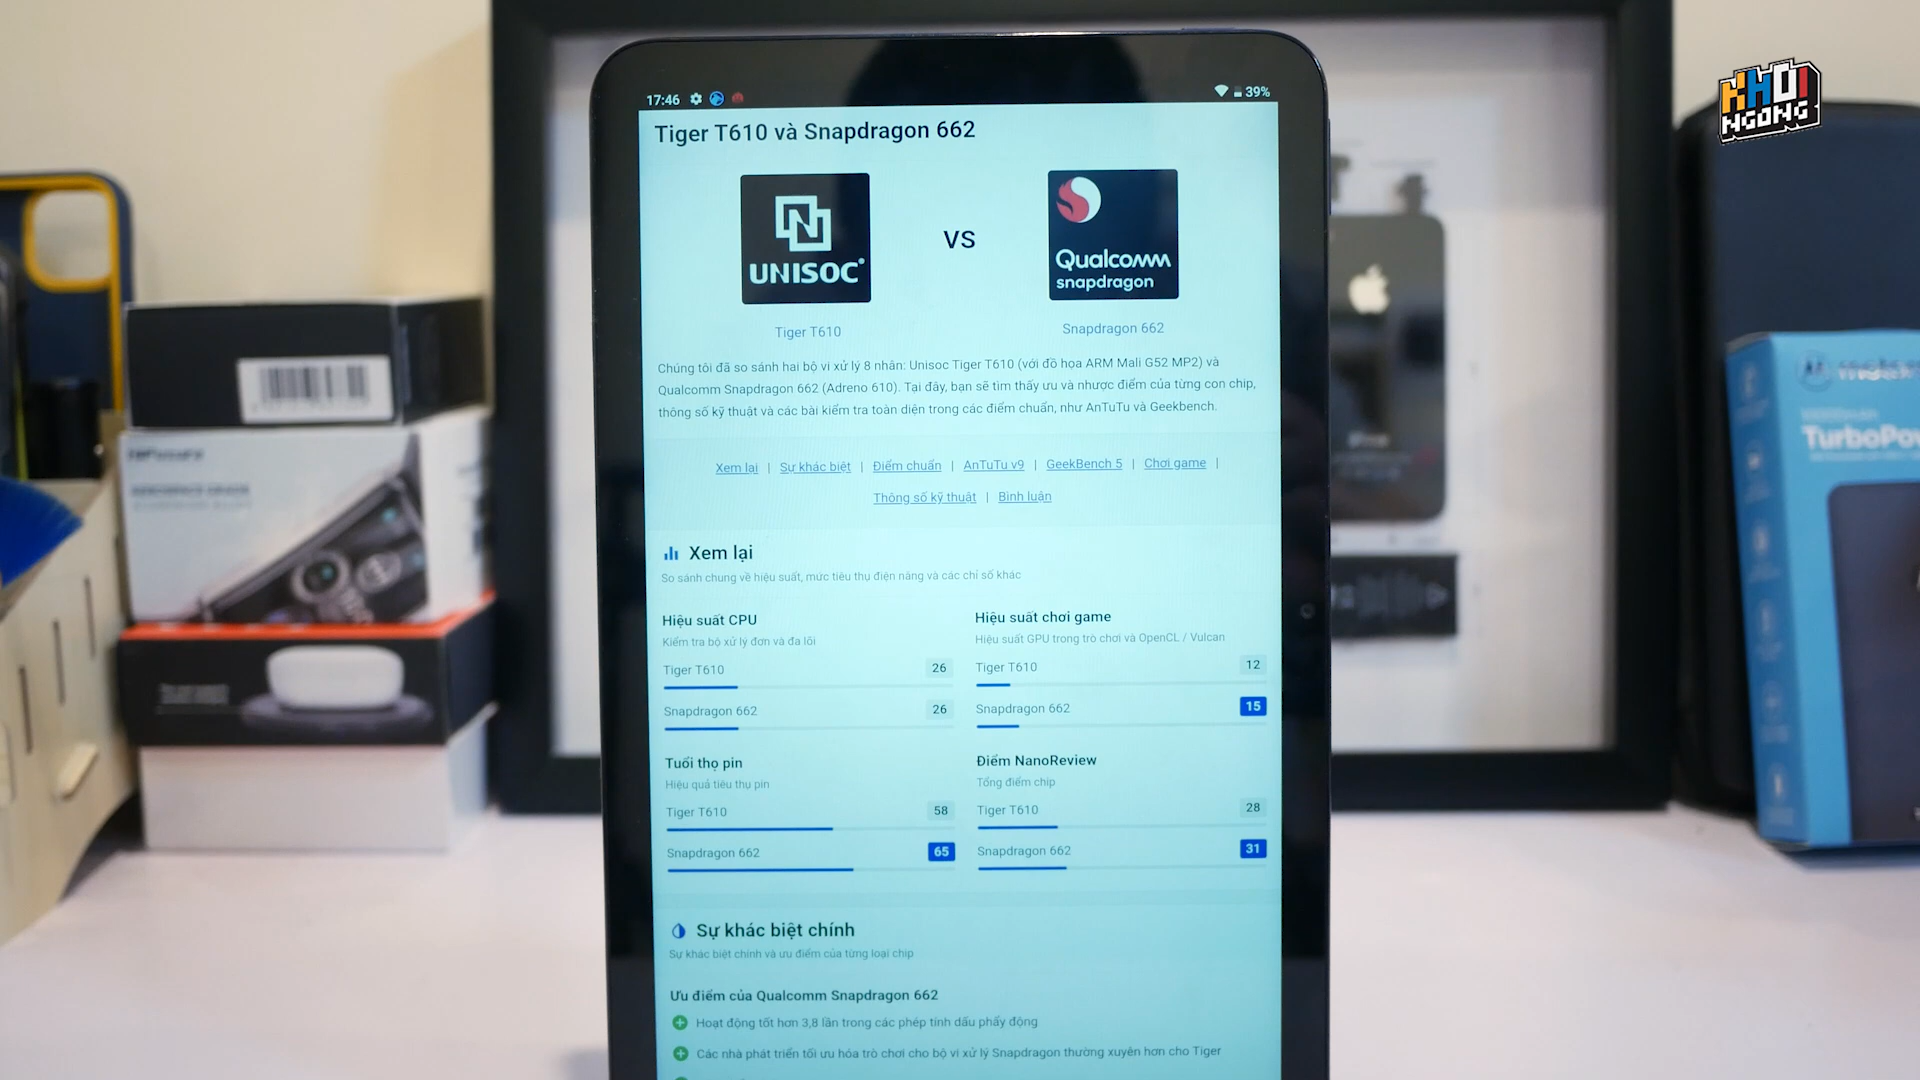 KHOI
NGONG
17:46
39%
Tiger T610 và Snapdragon 662
UNISOC
VS
Qualcomm
snapdragon
Tiger T610
Snapdragon 662
Chúng tôi đã so sánh hai bộ vi xử lý 8 nhân: Unisoc Tiger T610 (với đồ họa ARM Mali G52 MP2) và
Qualcomm Snapdragon 662 (Adreno 610). Tại đây, bạn sẽ tìm thấy ưu và nhược điểm của từng con chip,
thông số kỹ thuật và các bài kiểm tra toàn diện trong các điểm chuẩn, như AnTuTu và Geekbench.
Xem lại | Sự khác biệt | Điểm chuẩn | AnTuTu v9 | GeekBench 5 | Chơi game |
Thông số kỹ thuật | Bình luận
Xem lại
So sánh chung về hiệu suất, mức tiêu thụ điện năng và các chỉ số khác
Hiệu suất CPU
Kiểm tra bộ xử lý đơn và đa lõi
Tiger T610 26
Snapdragon 662 26
Hiệu suất chơi game
Hiệu suất GPU trong trò chơi và OpenCL / Vulcan
Tiger T610 12
Snapdragon 662 15
Tuổi thọ pin
Hiệu quả tiêu thụ pin
Tiger T610 58
Snapdragon 662 65
Điểm NanoReview
Tổng điểm chip
Tiger T610 28
Snapdragon 662 31
Sự khác biệt chính
Sự khác biệt chính và ưu điểm của từng loại chip
Ưu điểm của Qualcomm Snapdragon 662
Hoạt động tốt hơn 3,8 lần trong các phép tính dấu phẩy động
Các nhà phát triển tối ưu hóa trò chơi cho bộ vi xử lý Snapdragon thường xuyên hơn cho Tiger